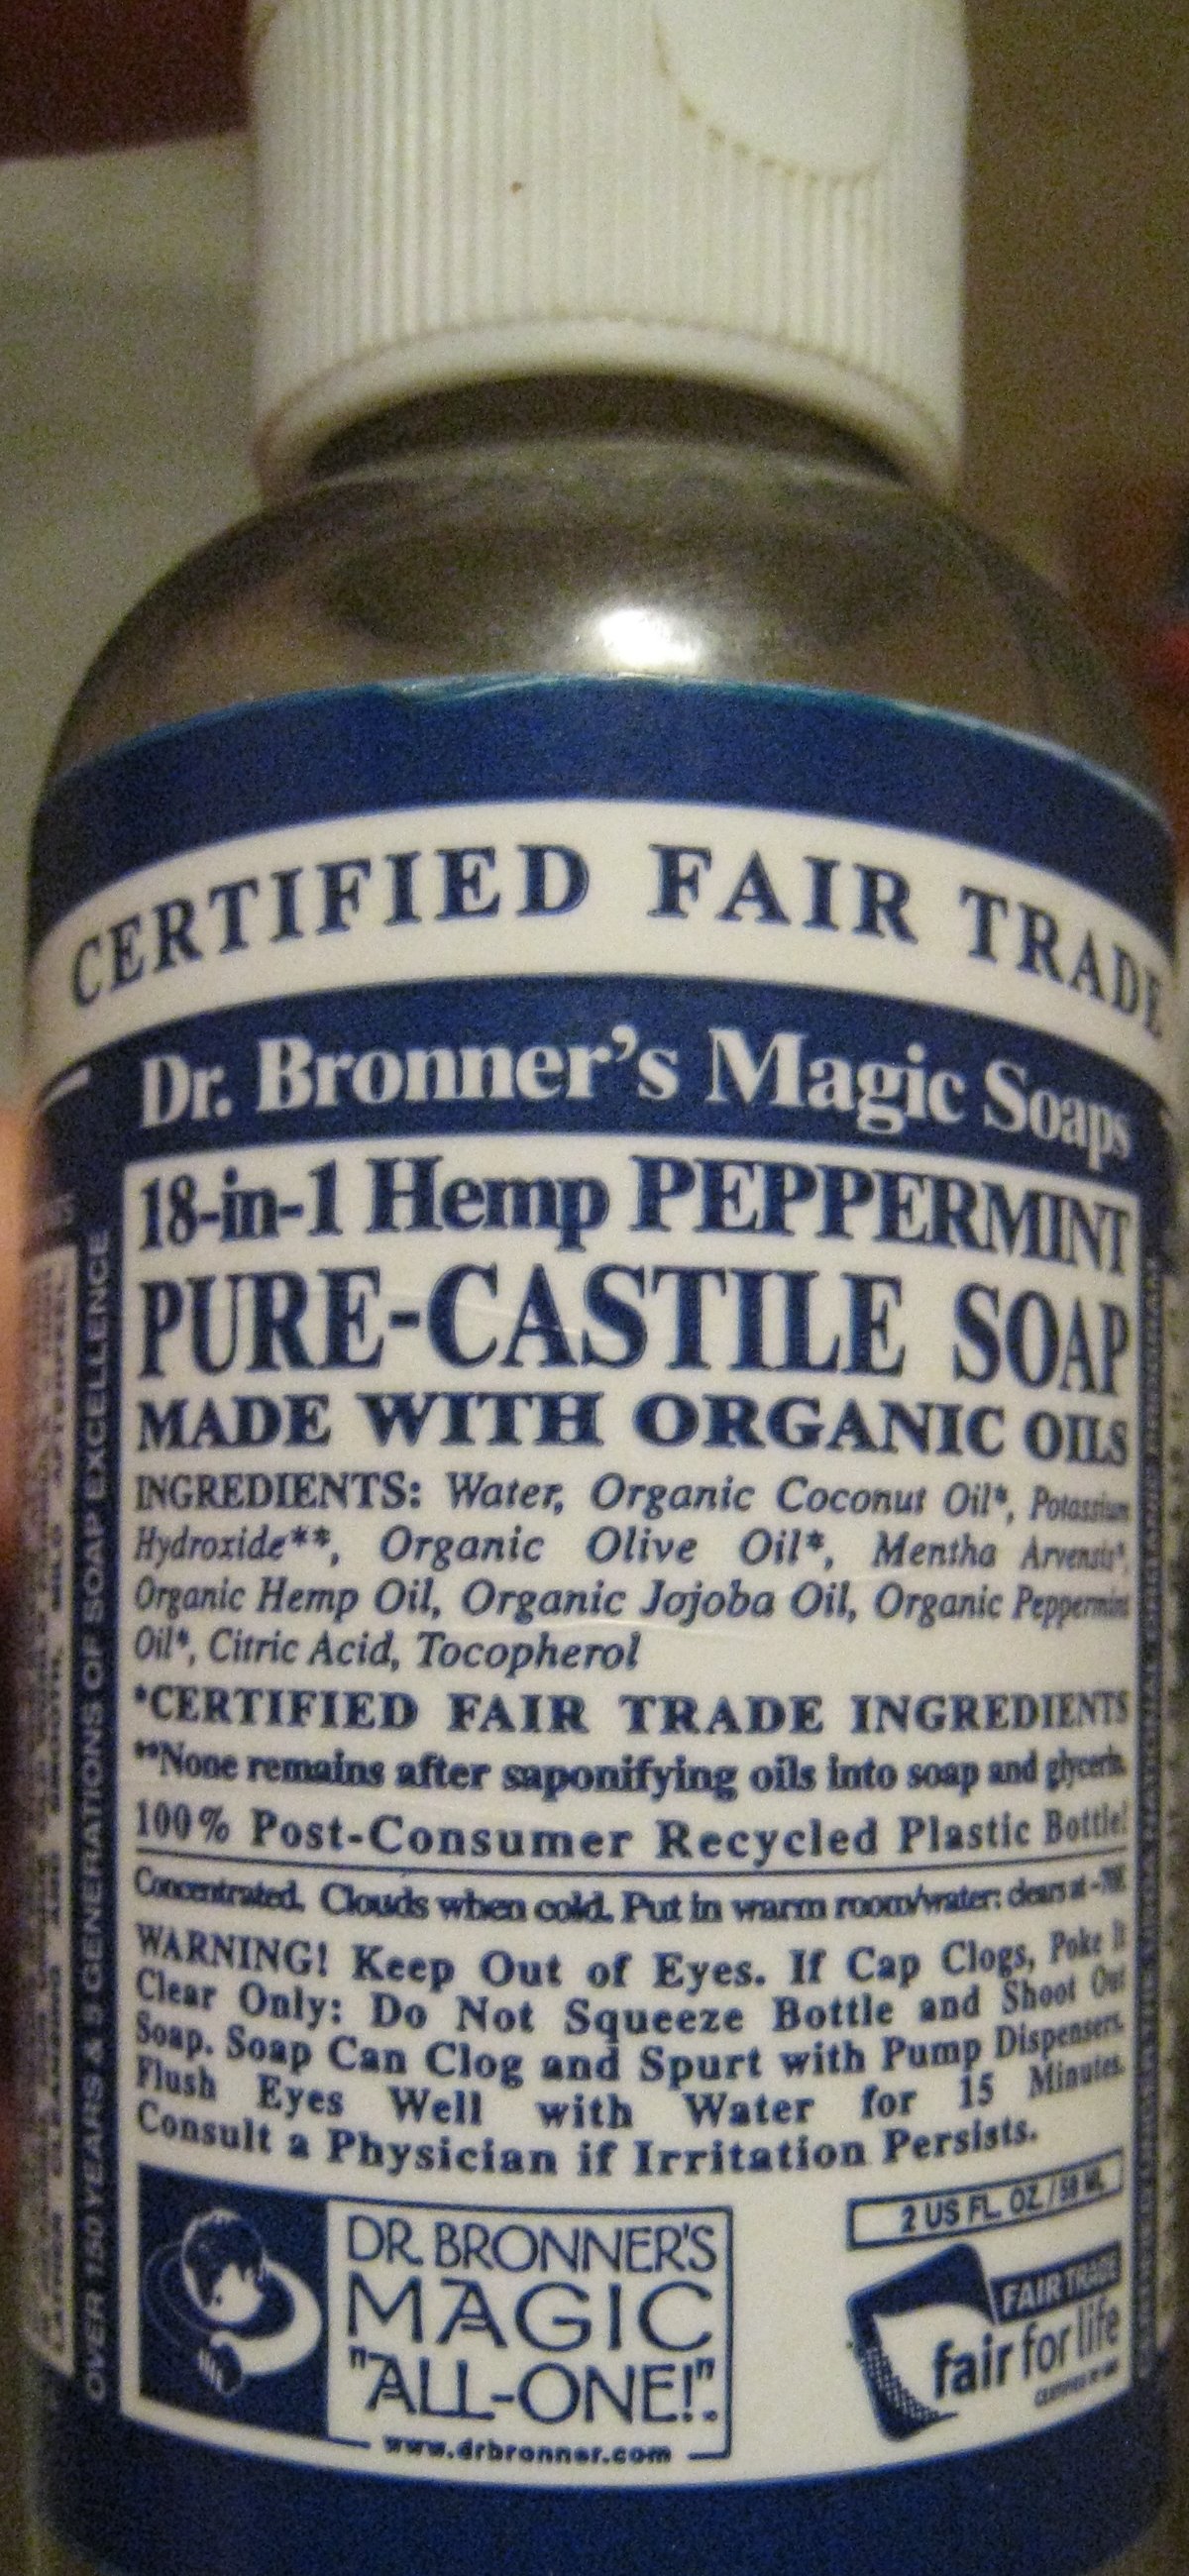 CERTIFIED FAIR TRADE
Dr. Bronner's Magic Soaps
18-in-1 Hemp PEPPERMINT
PURE-CASTILE SOAP
MADE WITH ORGANIC OILS
INGREDIENTS: Water, Organic Coconut Oil*, Potassium
Hydroxide**, Organic Olive Oil*, Mentha Arvensis*,
Organic Hemp Oil, Organic Jojoba Oil, Organic Peppermint
Oil*, Citric Acid, Tocopherol
*CERTIFIED FAIR TRADE INGREDIENTS
**None remains after saponifying oils into soap and glycerin.
100% Post-Consumer Recycled Plastic Bottle!
Concentrated. Clouds when cold. Put in warm room/water: clears at
WARNING! Keep Out of Eyes. If Cap Clogs, Poke it
Clear Only: Do Not Squeeze Bottle and Shoot Out
Soap. Soap Can Clog and Spurt with Pump Dispensers.
Flush Eyes Well with Water for 15 Minutes.
Consult a Physician if Irritation Persists.
DR. BRONNER'S
MAGIC
"ALL-ONE!".
www.drbronner.com
2 US FL. OZ. / 59 ML
FAIR TRADE
fair for life
OVER 150 YEARS & 5 GENERATIONS OF SOAP EXCELLENCE